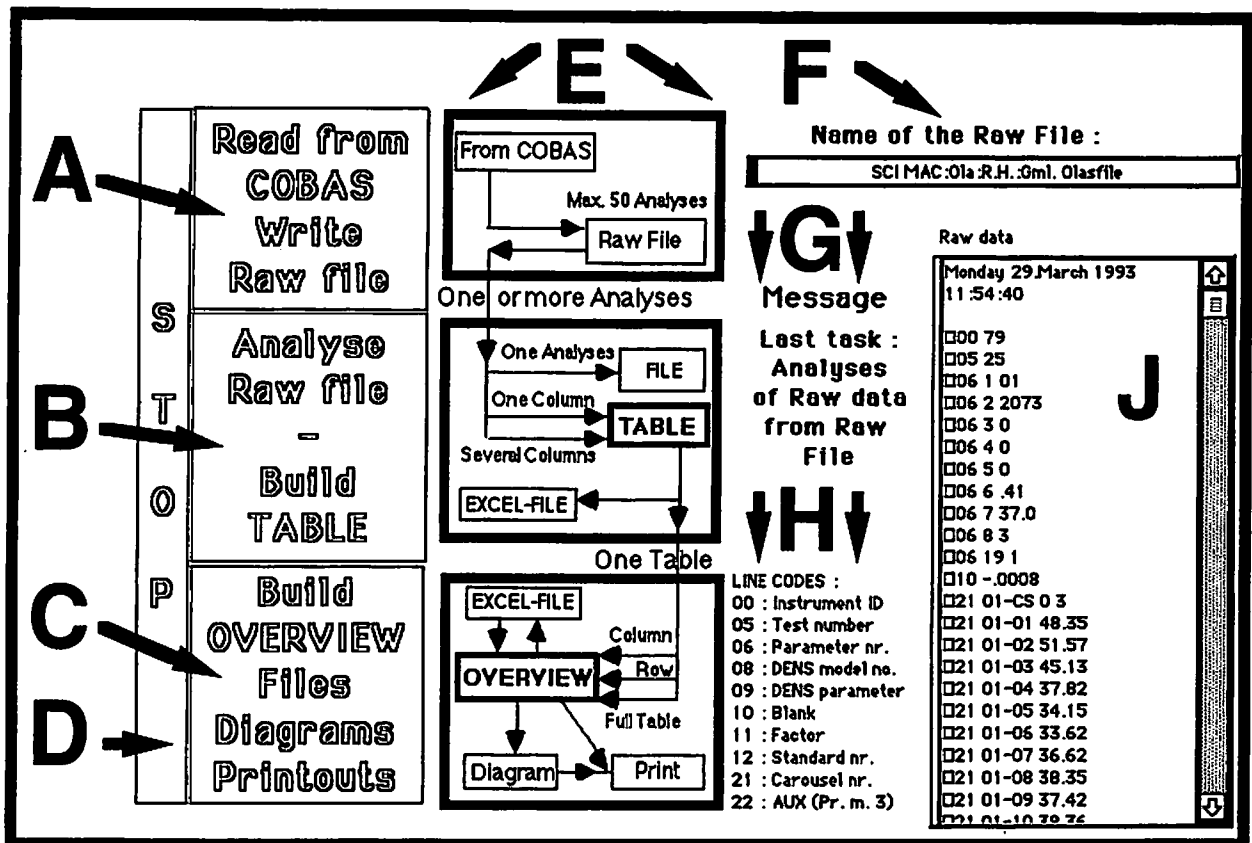 A
B
C
D
S
T
O
P
Read from
COBAS
Write
Raw file
Analyse
Raw file
-
Build
TABLE
Build
OVERVIEW
Files
Diagrams
Printouts
E
From COBAS
Max. 50 Analyses
Raw File
One or more Analyses
One Analyses
FILE
One Column
TABLE
Several Columns
EXCEL-FILE
One Table
EXCEL-FILE
Column
OVERVIEW
Row
Full Table
Diagram
Print
F
Name of the Raw File :
SCI MAC:Ola :R.H. :Gml. Olasfile
G
Message
Last task :
Analyses
of Raw data
from Raw
File
H
LINE CODES :
00 : Instrument ID
05 : Test number
06 : Parameter nr.
08 : DENS model no.
09 : DENS parameter
10 : Blank
11 : Factor
12 : Standard nr.
21 : Carousel nr.
22 : AUX (Pr. m. 3)
Raw data
J
Monday 29.March 1993
11:54:40
□00 79
□05 25
□06 1 01
□06 2 2073
□06 3 0
□06 4 0
□06 5 0
□06 6 .41
□06 7 37.0
□06 8 3
□06 19 1
□10 -.0008
□21 01-CS 0 3
□21 01-01 48.35
□21 01-02 51.57
□21 01-03 45.13
□21 01-04 37.82
□21 01-05 34.15
□21 01-06 33.62
□21 01-07 36.62
□21 01-08 38.35
□21 01-09 37.42
□21 01-10 39.36